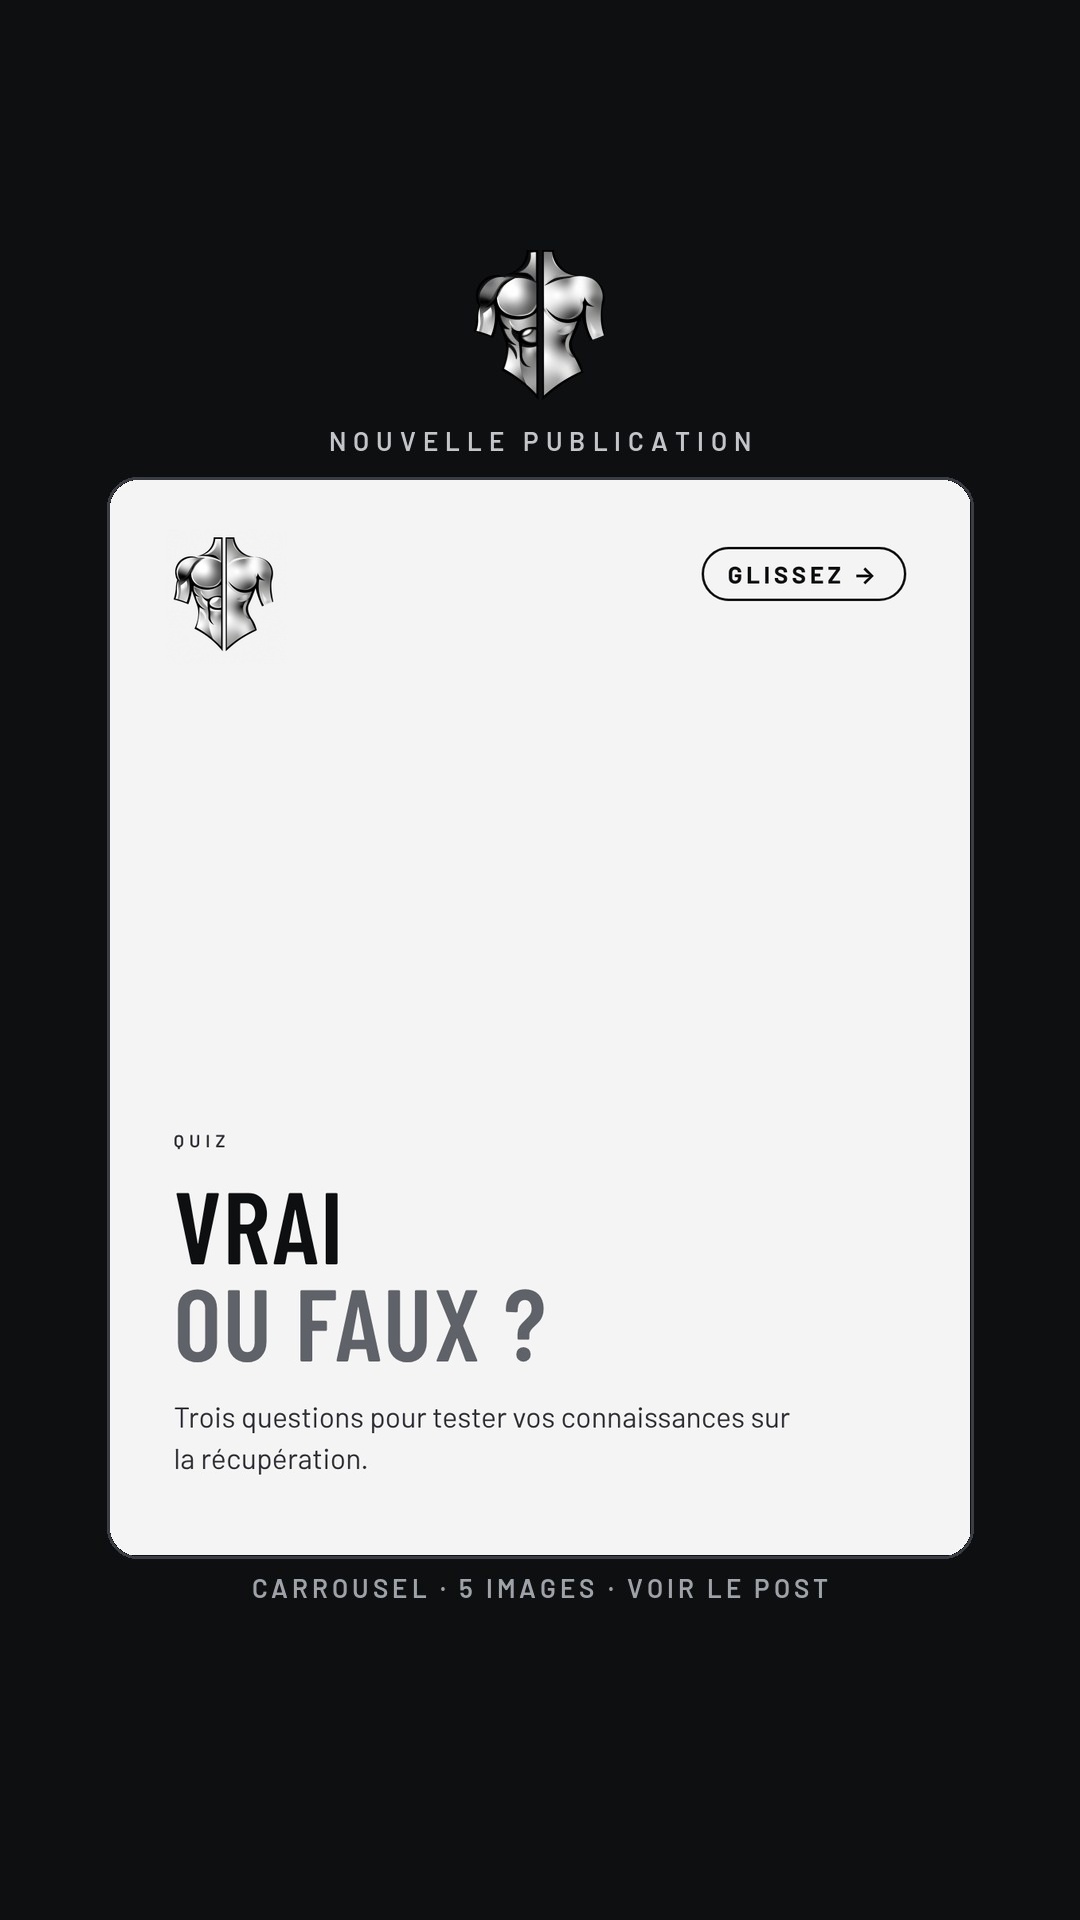 NOUVELLE PUBLICATION
GLISSEZ →
QUIZ
VRAI
OU FAUX ?
Trois questions pour tester vos connaissances sur
la récupération.
CARROUSEL · 5 IMAGES · VOIR LE POST